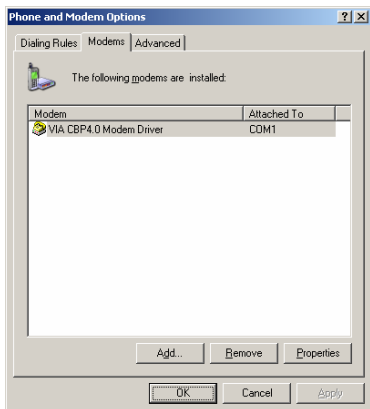 Phone and Modem Options
Dialing Rules Modems Advanced
The following modems are installed:
Modem Attached To
VIA CBP4.0 Modem Driver COM1
Add... Remove Properties
OK Cancel Apply